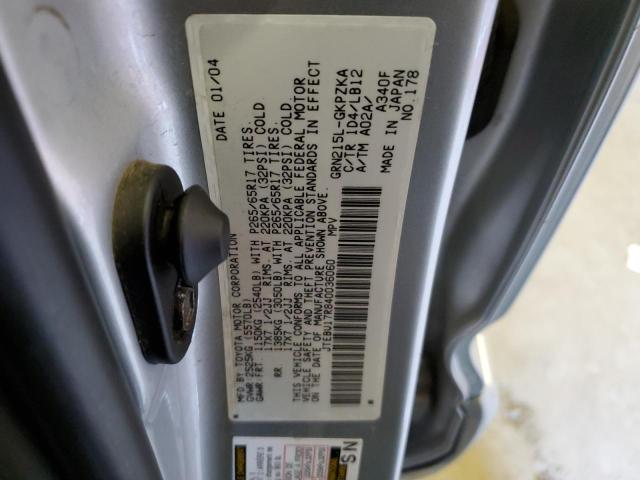 MFD BY TOYOTA MOTOR CORPORATION DATE 01/04
GVWR 2525KG (5570LB)
GAWR FRT 1150KG (2540LB) WITH P265/65R17 TIRES.
17X7 1/2JJ RIMS. AT 220KPA (32PSI) COLD
RR 1385KG (3050LB) WITH P265/65R17 TIRES.
17X7 1/2JJ RIMS. AT 220KPA (32PSI) COLD
THIS VEHICLE CONFORMS TO ALL APPLICABLE FEDERAL MOTOR
VEHICLE SAFETY AND THEFT PREVENTION STANDARDS IN EFFECT
ON THE DATE OF MANUFACTURE SHOWN ABOVE.
JTEBU17R840036060 MPV
GRN215L-GKPZKA
C/TR 1D4/LB12
A/TM A02A/ A340F
MADE IN JAPAN
NO.178
SN